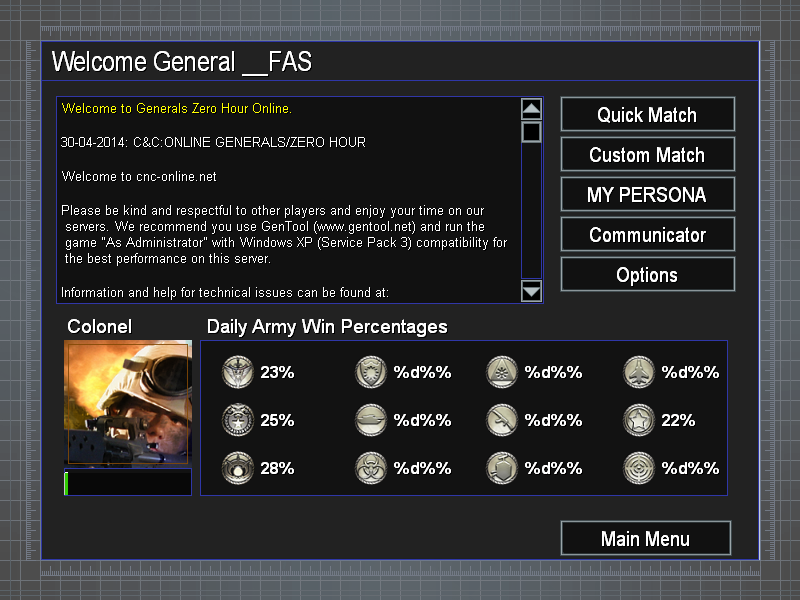 Welcome General __FAS
Welcome to Generals Zero Hour Online.
30-04-2014: C&C:ONLINE GENERALS/ZERO HOUR
Welcome to cnc-online.net
Please be kind and respectful to other players and enjoy your time on our
servers. We recommend you use GenTool (www.gentool.net) and run the
game "As Administrator" with Windows XP (Service Pack 3) compatibility for
the best performance on this server.
Information and help for technical issues can be found at:
Quick Match
Custom Match
MY PERSONA
Communicator
Options
Colonel
Daily Army Win Percentages
23% %d%% %d%% %d%%
25% %d%% %d%% 22%
28% %d%% %d%% %d%%
Main Menu